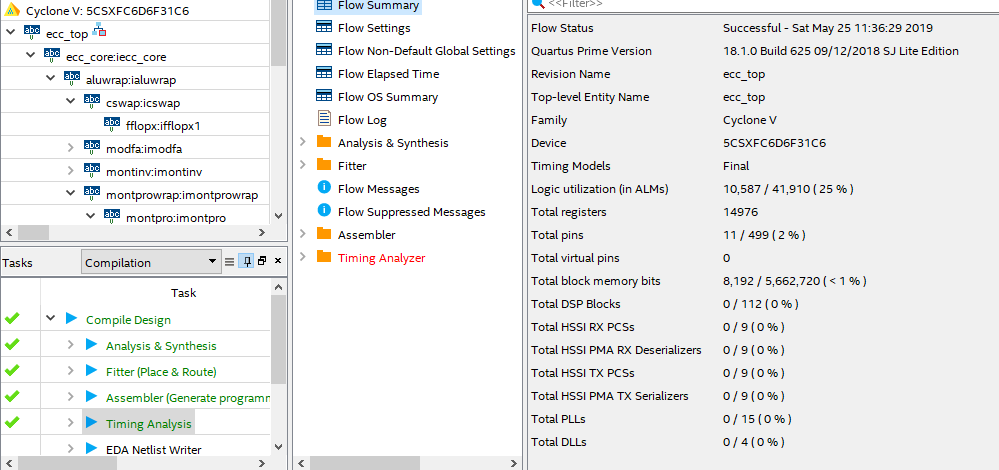 Cyclone V: 5CSXFC6D6F31C6
ecc_top
ecc_core:iecc_core
aluwrap:ialuwrap
cswap:icswap
fflopx:ifflopx1
modfa:imodfa
montinv:imontinv
montprowrap:imontprowrap
montpro:imontpro
Tasks
Compilation
Task
Compile Design
Analysis & Synthesis
Fitter (Place & Route)
Assembler (Generate programm
Timing Analysis
EDA Netlist Writer
Flow Summary
Flow Settings
Flow Non-Default Global Settings
Flow Elapsed Time
Flow OS Summary
Flow Log
Analysis & Synthesis
Fitter
Flow Messages
Flow Suppressed Messages
Assembler
Timing Analyzer
<<Filter>>
Flow Status Successful - Sat May 25 11:36:29 2019
Quartus Prime Version 18.1.0 Build 625 09/12/2018 SJ Lite Edition
Revision Name ecc_top
Top-level Entity Name ecc_top
Family Cyclone V
Device 5CSXFC6D6F31C6
Timing Models Final
Logic utilization (in ALMs) 10,587 / 41,910 ( 25 % )
Total registers 14976
Total pins 11 / 499 ( 2 % )
Total virtual pins 0
Total block memory bits 8,192 / 5,662,720 ( < 1 % )
Total DSP Blocks 0 / 112 ( 0 % )
Total HSSI RX PCSs 0 / 9 ( 0 % )
Total HSSI PMA RX Deserializers 0 / 9 ( 0 % )
Total HSSI TX PCSs 0 / 9 ( 0 % )
Total HSSI PMA TX Serializers 0 / 9 ( 0 % )
Total PLLs 0 / 15 ( 0 % )
Total DLLs 0 / 4 ( 0 % )